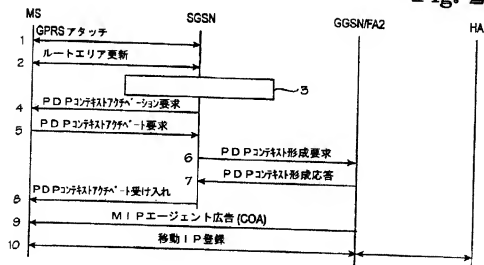 Fig. 2
MS
SGSN
GGSN/FA2
HA
1 GPRSアタッチ
2 ルートエリア更新
3
4 PDPコンテキストアクチベーション要求
5 PDPコンテキストアクチベート要求
6 PDPコンテキスト形成要求
7 PDPコンテキスト形成応答
8 PDPコンテキストアクチベート受け入れ
9 MIPエージェント広告(COA)
10 移動IP登録